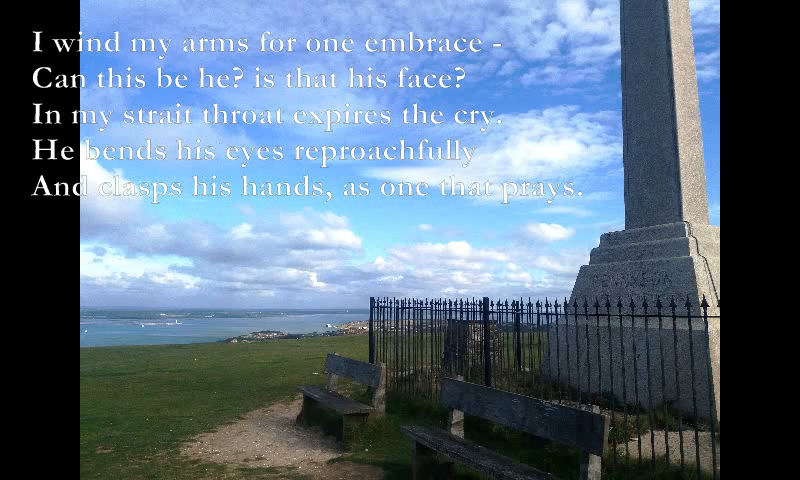 I wind my arms for one embrace -
Can this be he? is that his face?
In my strait throat expires the cry.
He bends his eyes reproachfully
And clasps his hands, as one that prays.